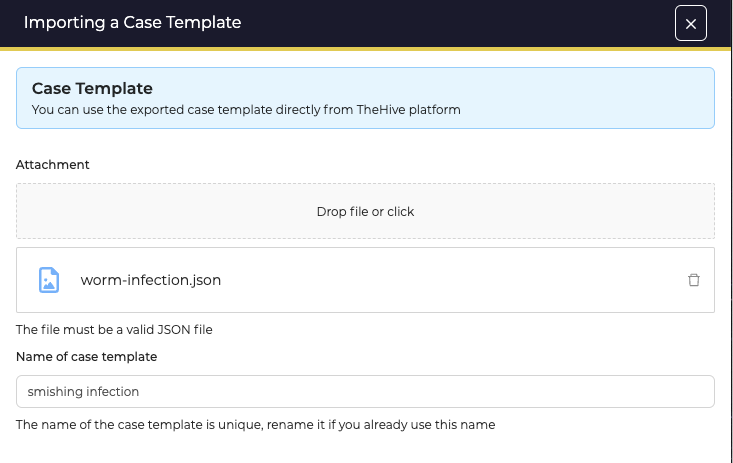 Importing a Case Template
Case Template
You can use the exported case template directly from TheHive platform
Attachment
Drop file or click
worm-infection.json
The file must be a valid JSON file
Name of case template
smishing infection
The name of the case template is unique, rename it if you already use this name